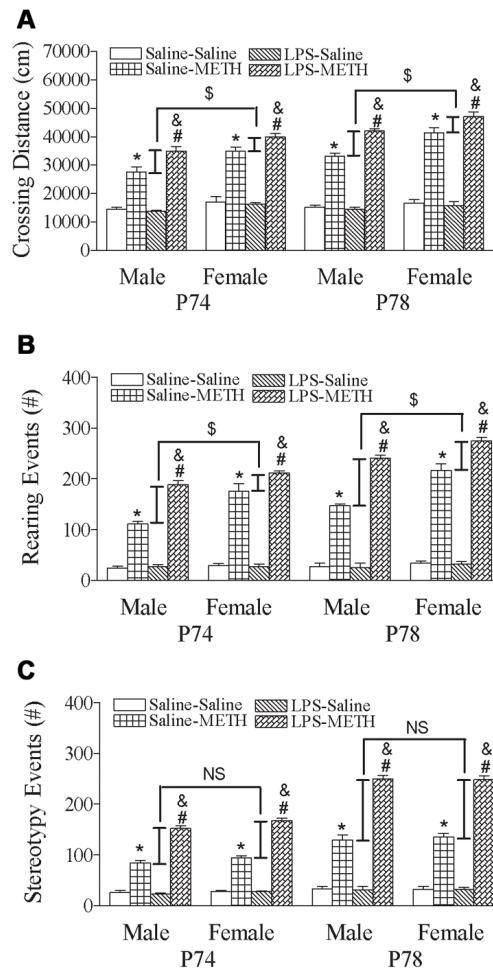 A
Crossing Distance (cm)
70000
60000
50000
40000
30000
20000
10000
0
Saline-Saline LPS-Saline
Saline-METH LPS-METH
$ $
* & # * & # * & # * & #
Male Female Male Female
P74 P78
B
Rearing Events (#)
400
300
200
100
0
Saline-Saline LPS-Saline
Saline-METH LPS-METH
$ $
* & # * & # * & # * & #
Male Female Male Female
P74 P78
C
Stereotypy Events (#)
400
300
200
100
0
Saline-Saline LPS-Saline
Saline-METH LPS-METH
NS NS
* & # * & # * & # * & #
Male Female Male Female
P74 P78